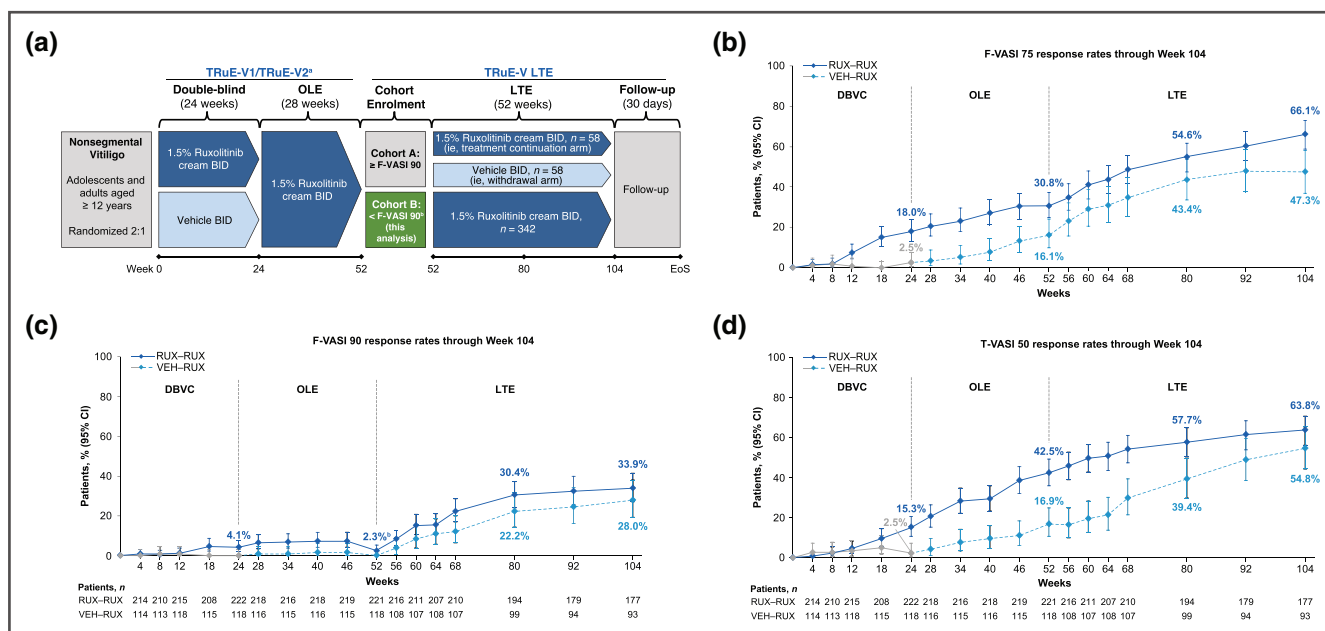 (a)
TRuE-V1/TRuE-V2ᵃ
TRuE-V LTE
Double-blind
(24 weeks)
OLE
(28 weeks)
Cohort
Enrolment
LTE
(52 weeks)
Follow-up
(30 days)
Nonsegmental
Vitiligo
Adolescents and
adults aged
≥ 12 years
Randomized 2:1
1.5% Ruxolitinib
cream BID
Vehicle BID
1.5% Ruxolitinib
cream BID
Cohort A:
≥ F-VASI 90
Cohort B:
< F-VASI 90ᵇ
(this
analysis)
1.5% Ruxolitinib cream BID, n = 58
(ie, treatment continuation arm)
Vehicle BID, n = 58
(ie, withdrawal arm)
1.5% Ruxolitinib cream BID,
n = 342
Follow-up
Week 0 24 52 52 80 104 EoS
(b)
F-VASI 75 response rates through Week 104
RUX–RUX
VEH–RUX
DBVC OLE LTE
Patients, % (95% CI)
100
80
60
40
20
0
18.0%
2.5%
30.8%
16.1%
54.6%
43.4%
66.1%
47.3%
4 8 12 18 24 28 34 40 46 52 56 60 64 68 80 92 104
Weeks
(c)
F-VASI 90 response rates through Week 104
RUX–RUX
VEH–RUX
DBVC OLE LTE
Patients, % (95% CI)
100
80
60
40
20
0
4.1%
2.3%ᵇ
30.4%
22.2%
33.9%
28.0%
4 8 12 18 24 28 34 40 46 52 56 60 64 68 80 92 104
Weeks
Patients, n
RUX–RUX 214 210 215 208 222 218 216 218 219 221 216 211 207 210 194 179 177
VEH–RUX 114 113 118 115 118 116 115 116 115 118 108 107 108 107 99 94 93
(d)
T-VASI 50 response rates through Week 104
RUX–RUX
VEH–RUX
DBVC OLE LTE
Patients, % (95% CI)
100
80
60
40
20
0
15.3%
2.5%
42.5%
16.9%
57.7%
39.4%
63.8%
54.8%
4 8 12 18 24 28 34 40 46 52 56 60 64 68 80 92 104
Weeks
Patients, n
RUX–RUX 214 210 215 208 222 218 216 218 219 221 216 211 207 210 194 179 177
VEH–RUX 114 113 118 115 118 116 115 116 115 118 116 108 107 108 107 99 94 93